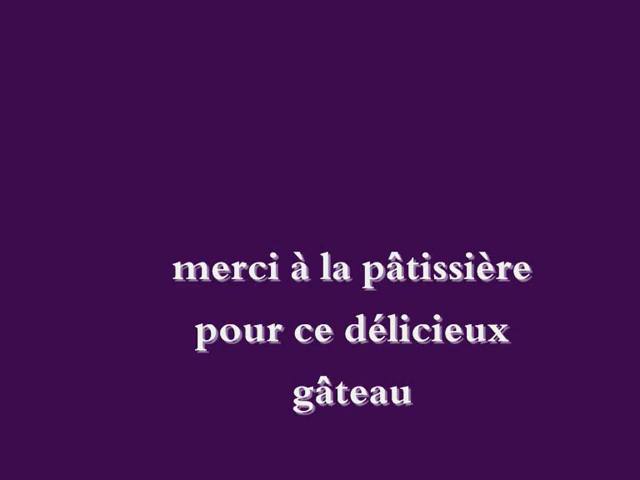 merci à la pâtissière
pour ce délicieux
gâteau